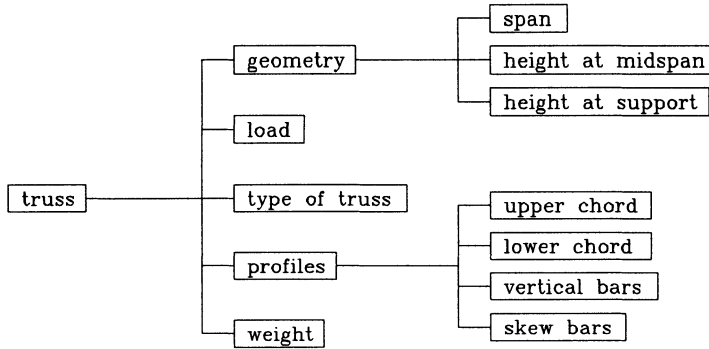 span
geometry
height at midspan
height at support
load
truss
type of truss
upper chord
lower chord
profiles
vertical bars
skew bars
weight